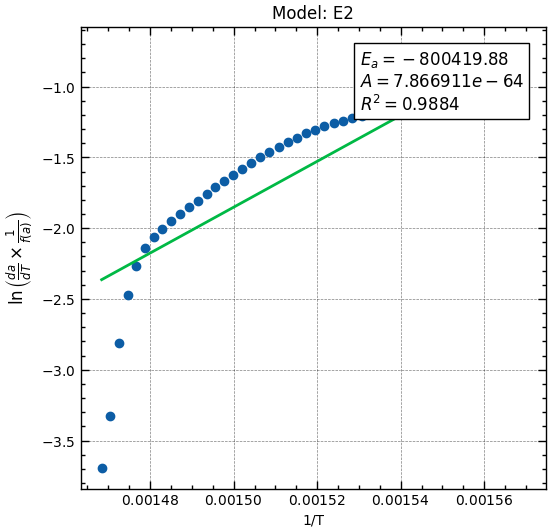 Model: E2
E_a = −800419.88
A = 7.866911e − 64
R^2 = 0.9884
−1.0
−1.5
−2.0
−2.5
−3.0
−3.5
ln(da/dT × 1/f(a))
0.00148 0.00150 0.00152 0.00154 0.00156
1/T